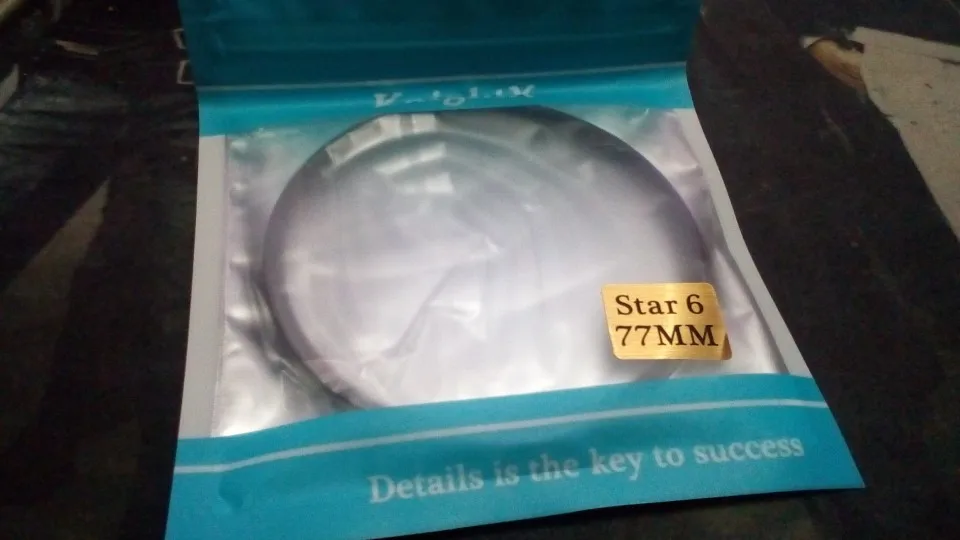 Star 6
77MM
Details is the key to success